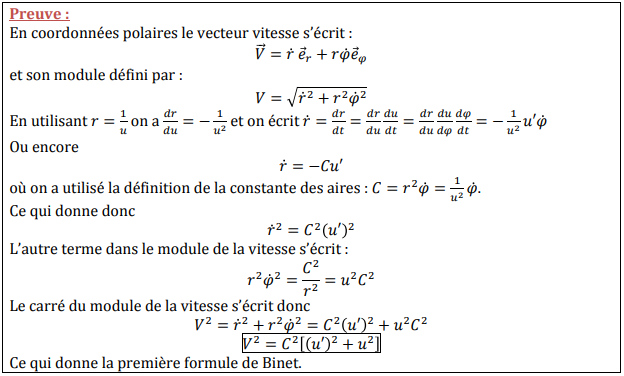 Preuve :
En coordonnées polaires le vecteur vitesse s’écrit :
$\vec{V} = \dot{r}\,\vec{e}_r + r\dot{\varphi}\vec{e}_\varphi$
et son module défini par :
$V = \sqrt{\dot{r}^2 + r^2\dot{\varphi}^2}$
En utilisant $r = \frac{1}{u}$ on a $\frac{dr}{du} = -\frac{1}{u^2}$ et on écrit $\dot{r} = \frac{dr}{dt} = \frac{dr}{du}\frac{du}{dt} = \frac{dr}{du}\frac{du}{d\varphi}\frac{d\varphi}{dt} = -\frac{1}{u^2}u'\dot{\varphi}$
Ou encore
$\dot{r} = -Cu'$
où on a utilisé la définition de la constante des aires : $C = r^2\dot{\varphi} = \frac{1}{u^2}\dot{\varphi}$.
Ce qui donne donc
$\dot{r}^2 = C^2(u')^2$
L’autre terme dans le module de la vitesse s’écrit :
$r^2\dot{\varphi}^2 = \frac{C^2}{r^2} = u^2C^2$
Le carré du module de la vitesse s’écrit donc
$V^2 = \dot{r}^2 + r^2\dot{\varphi}^2 = C^2(u')^2 + u^2C^2$
$V^2 = C^2[(u')^2 + u^2]$
Ce qui donne la première formule de Binet.